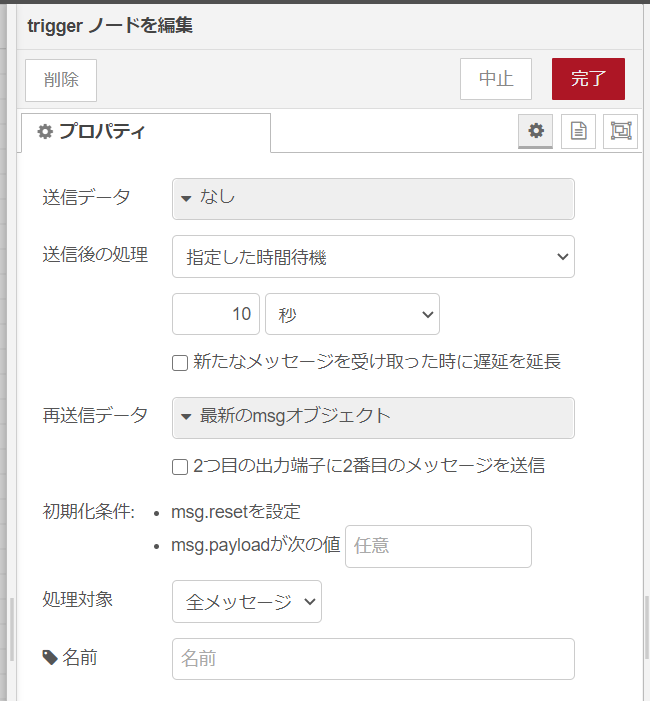 trigger ノードを編集
削除
中止
完了
プロパティ
送信データ
なし
送信後の処理
指定した時間待機
10
秒
新たなメッセージを受け取った時に遅延を延長
再送信データ
最新のmsgオブジェクト
2つ目の出力端子に2番目のメッセージを送信
初期化条件:
• msg.resetを設定
• msg.payloadが次の値
任意
処理対象
全メッセージ
名前
名前